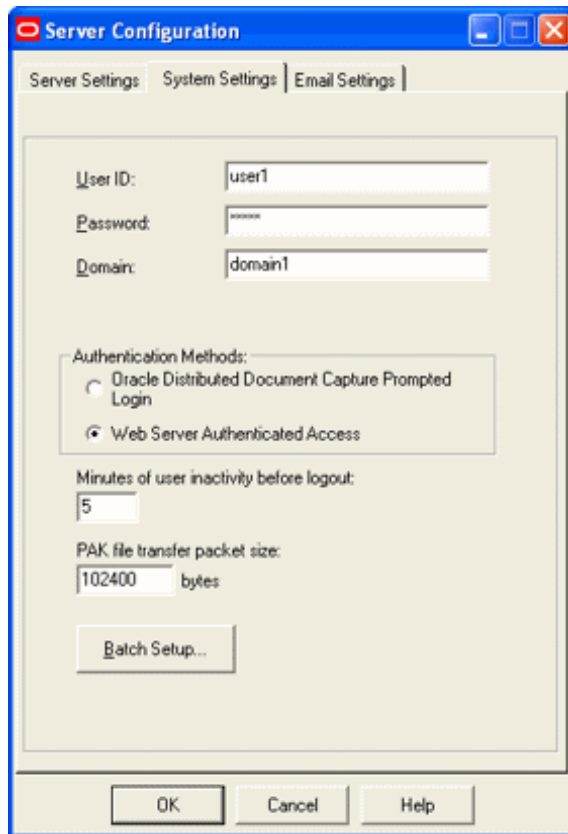 Server Configuration
Server Settings System Settings Email Settings
User ID: user1
Password: *****
Domain: domain1
Authentication Methods:
Oracle Distributed Document Capture Prompted
Login
Web Server Authenticated Access
Minutes of user inactivity before logout:
5
PAK file transfer packet size:
102400 bytes
Batch Setup...
OK Cancel Help